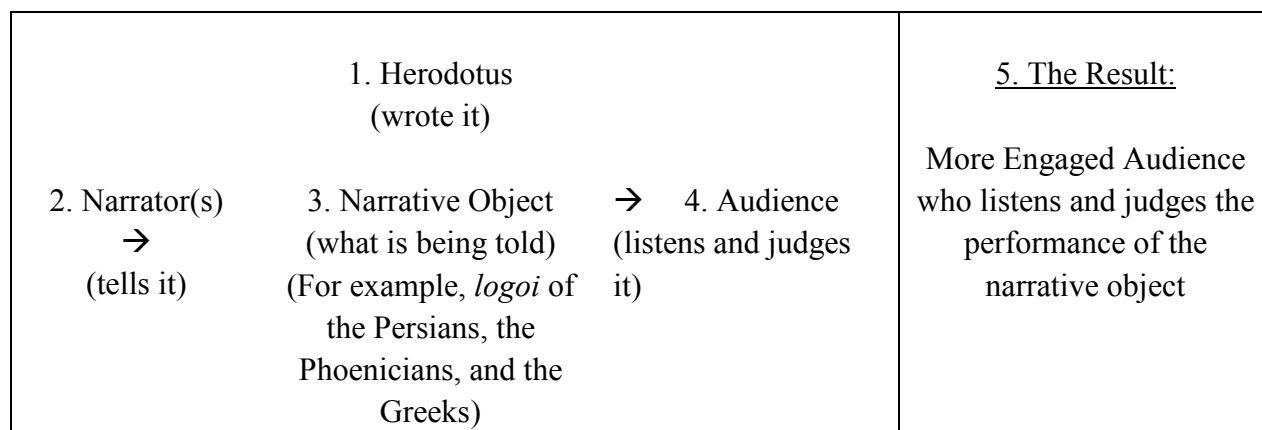 1. Herodotus
(wrote it)
2. Narrator(s)
→
(tells it)
3. Narrative Object
(what is being told)
(For example, logoi of
the Persians, the
Phoenicians, and the
Greeks)
→ 4. Audience
(listens and judges
it)
5. The Result:
More Engaged Audience
who listens and judges the
performance of the
narrative object